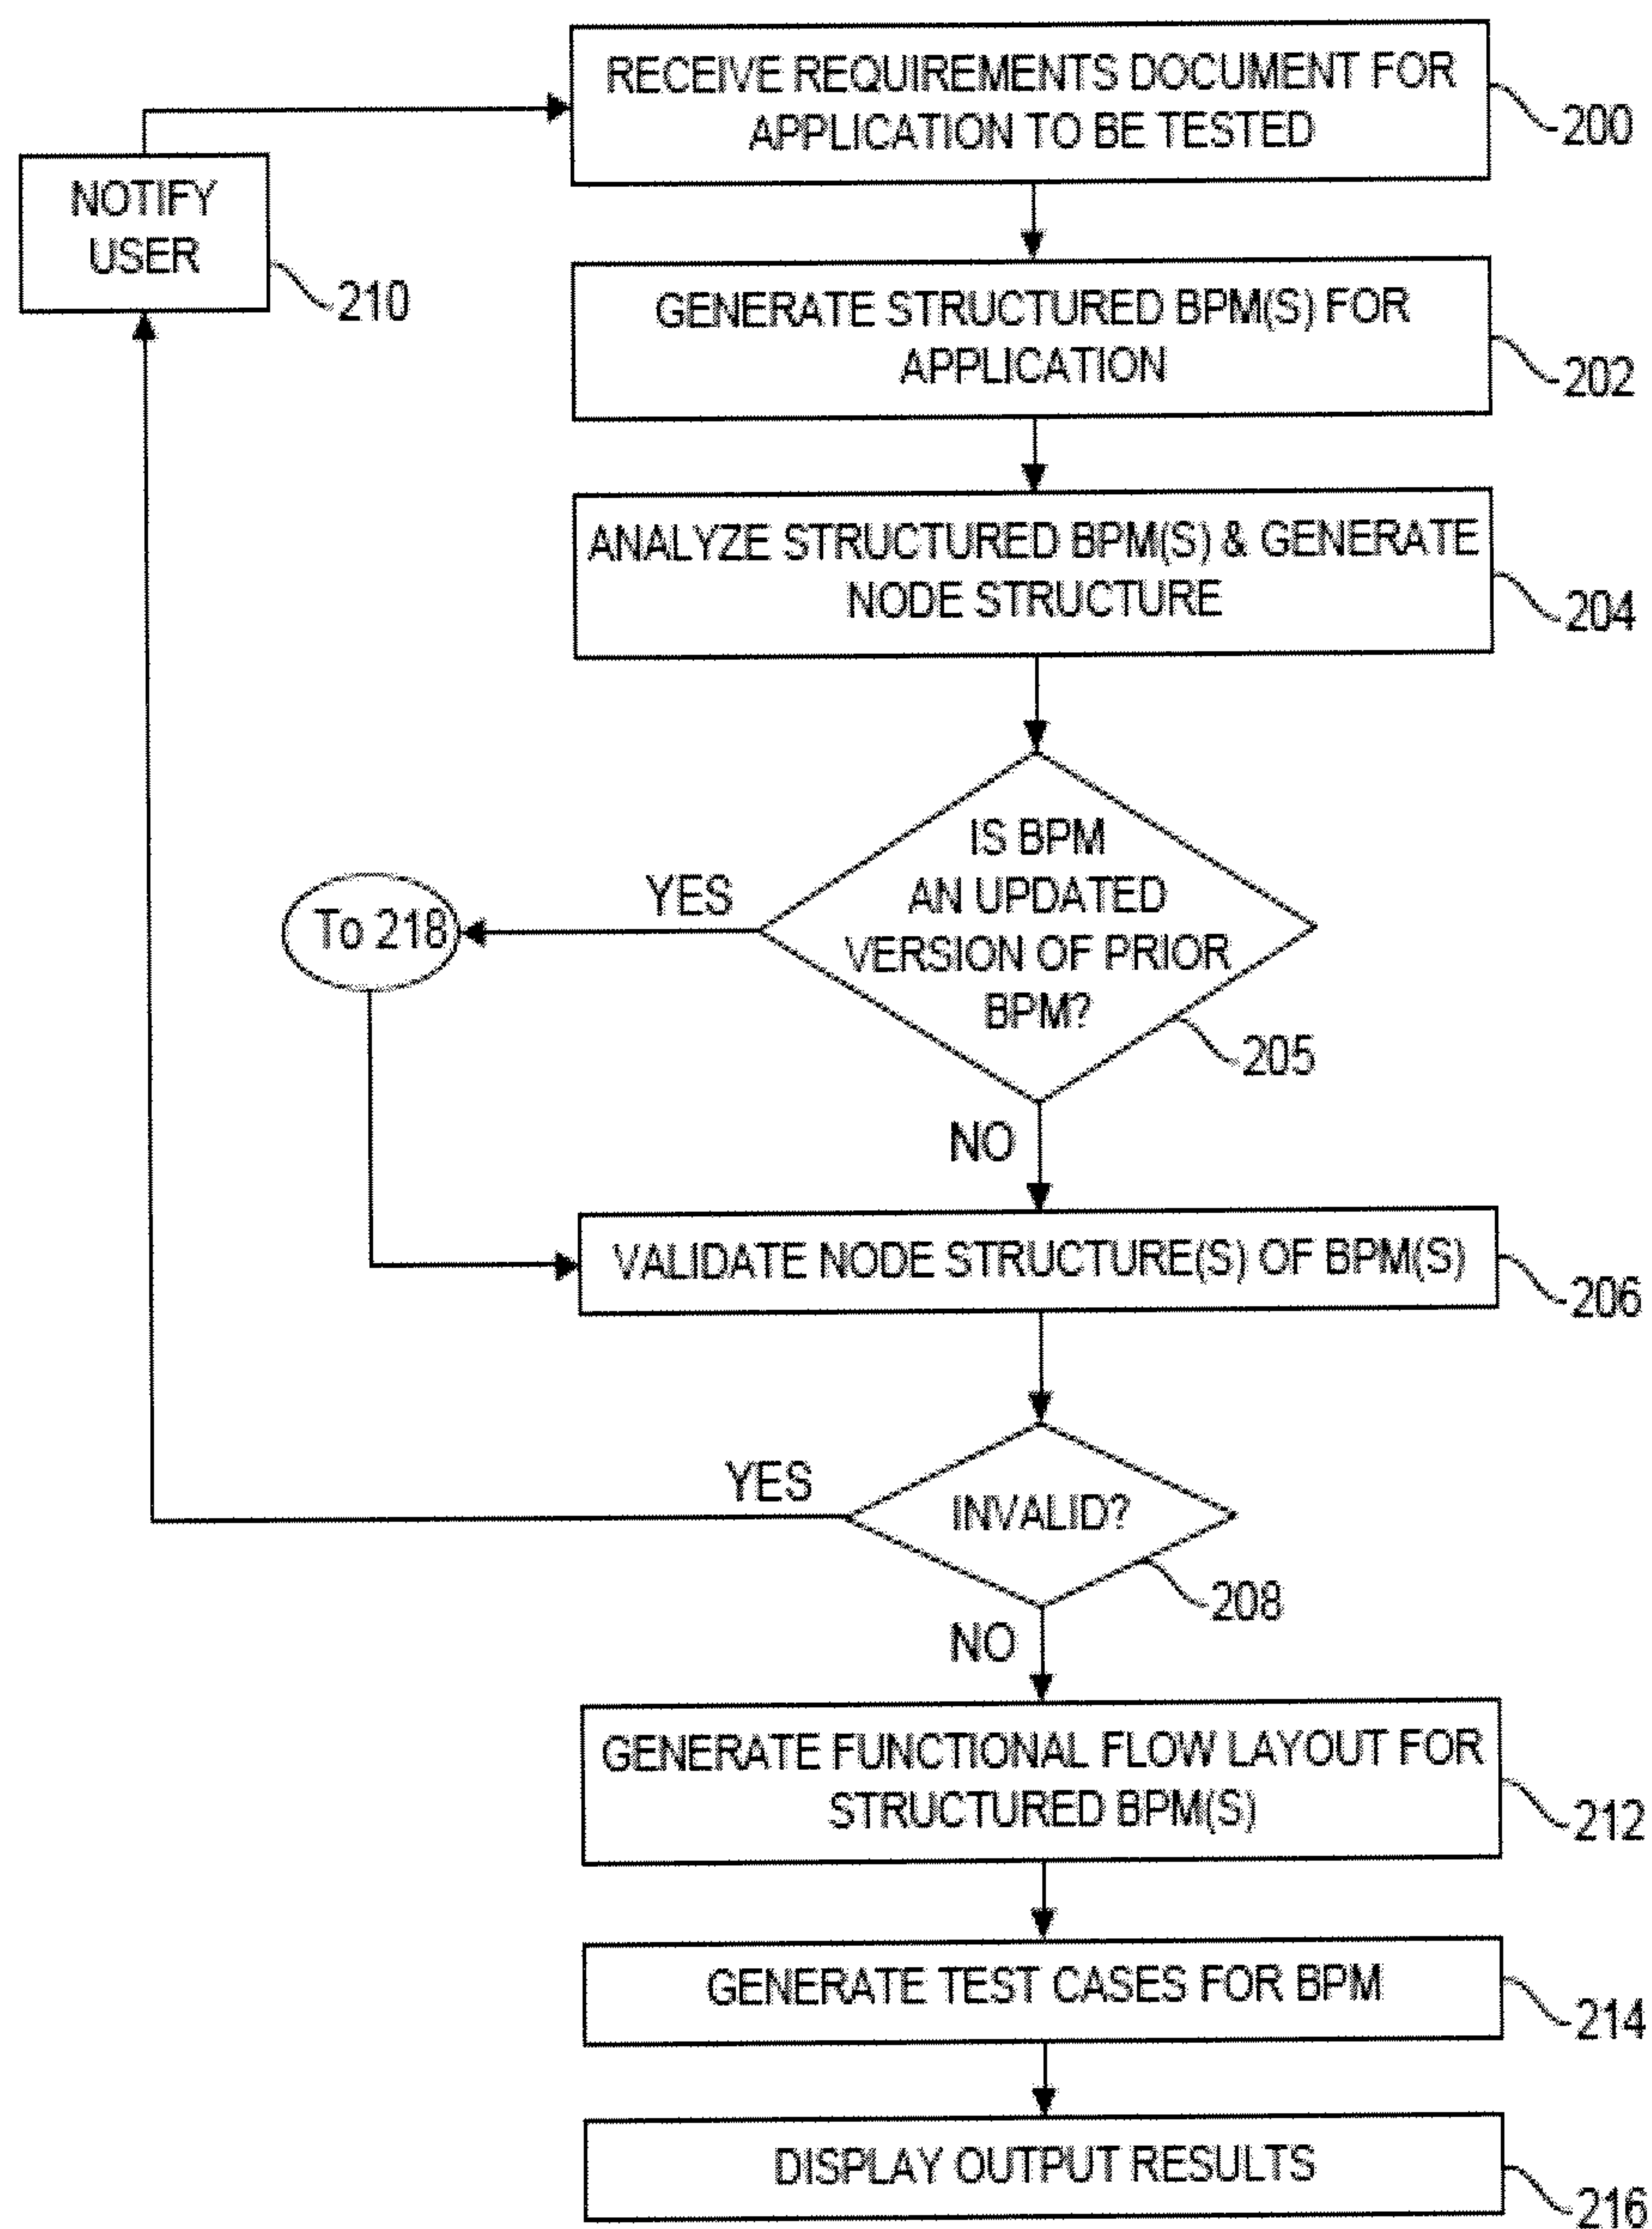 RECEIVE REQUIREMENTS DOCUMENT FOR
APPLICATION TO BE TESTED
200
NOTIFY
USER
210
GENERATE STRUCTURED BPM(S) FOR
APPLICATION
202
ANALYZE STRUCTURED BPM(S) & GENERATE
NODE STRUCTURE
204
IS BPM
AN UPDATED
VERSION OF PRIOR
BPM?
205
YES
To 218
NO
VALIDATE NODE STRUCTURE(S) OF BPM(S)
206
YES
INVALID?
208
NO
GENERATE FUNCTIONAL FLOW LAYOUT FOR
STRUCTURED BPM(S)
212
GENERATE TEST CASES FOR BPM
214
DISPLAY OUTPUT RESULTS
216